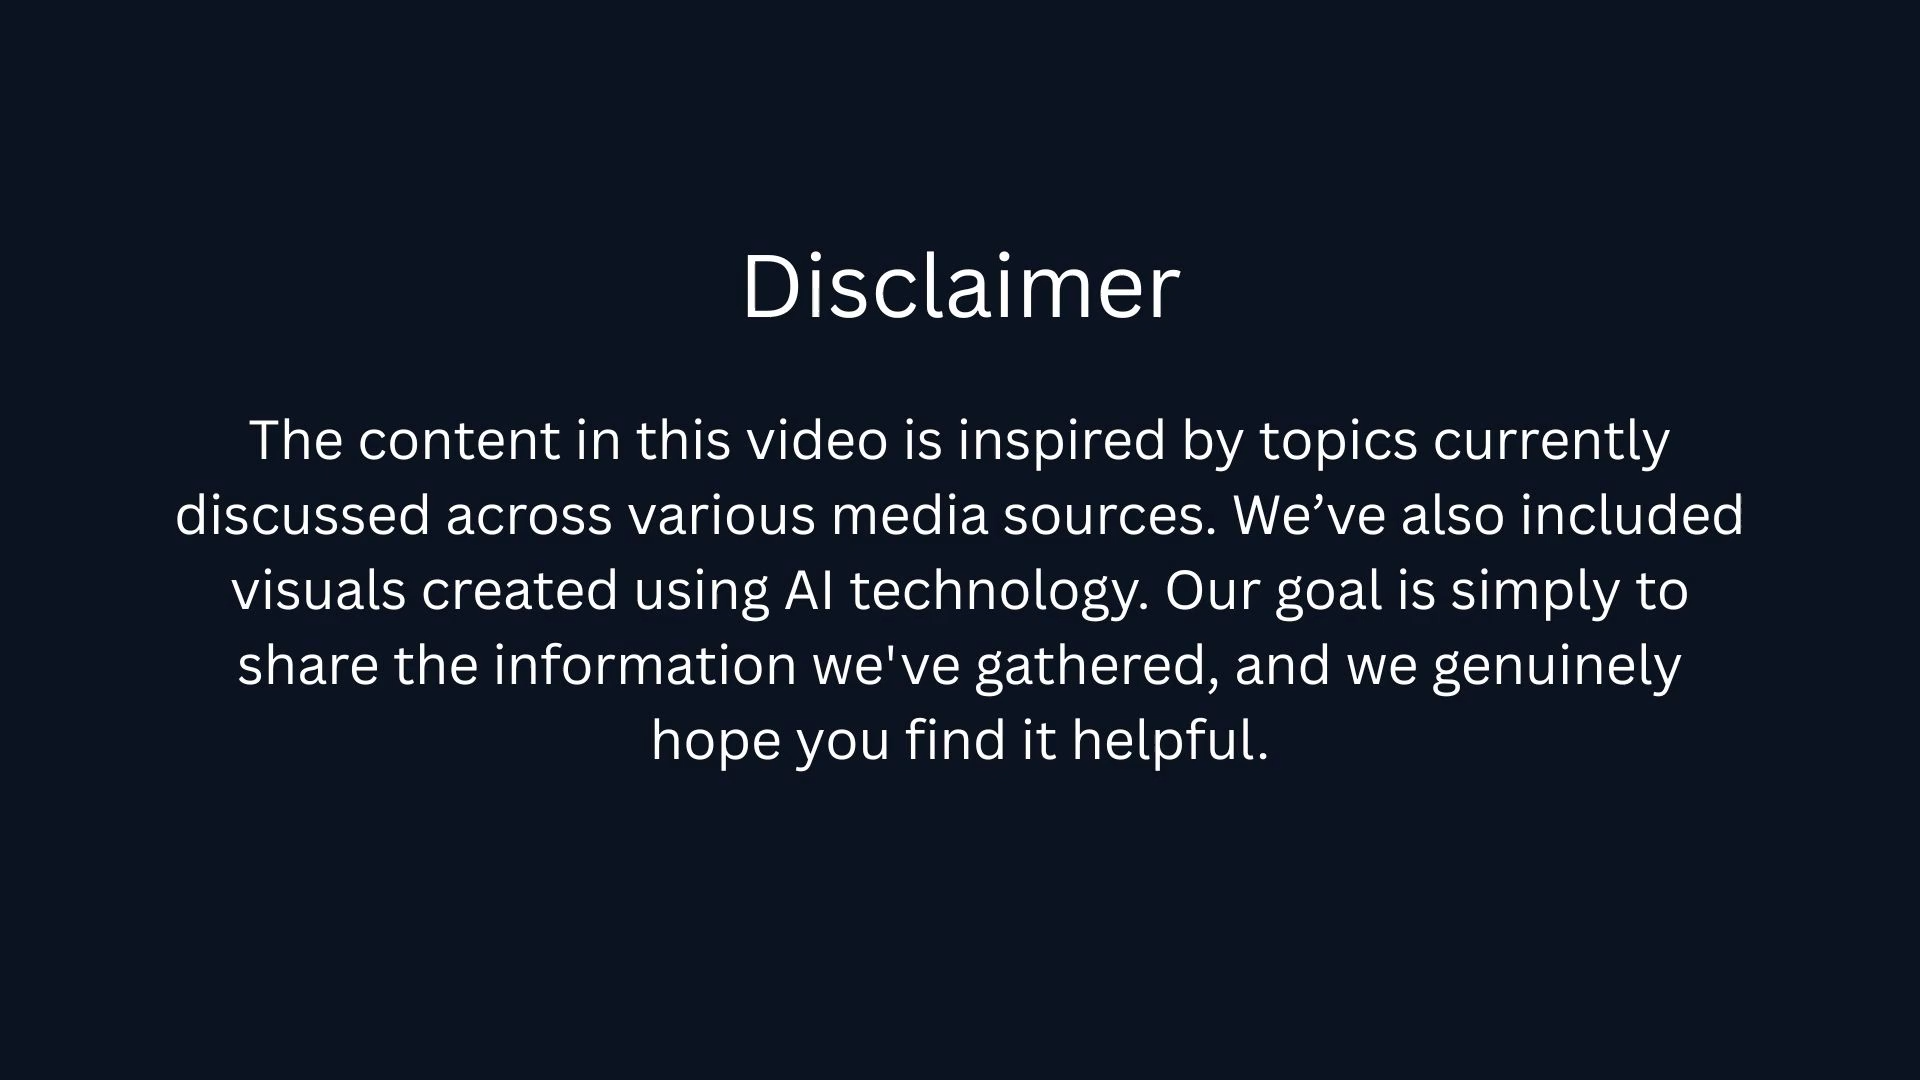 Disclaimer
The content in this video is inspired by topics currently
discussed across various media sources. We’ve also included
visuals created using AI technology. Our goal is simply to
share the information we've gathered, and we genuinely
hope you find it helpful.